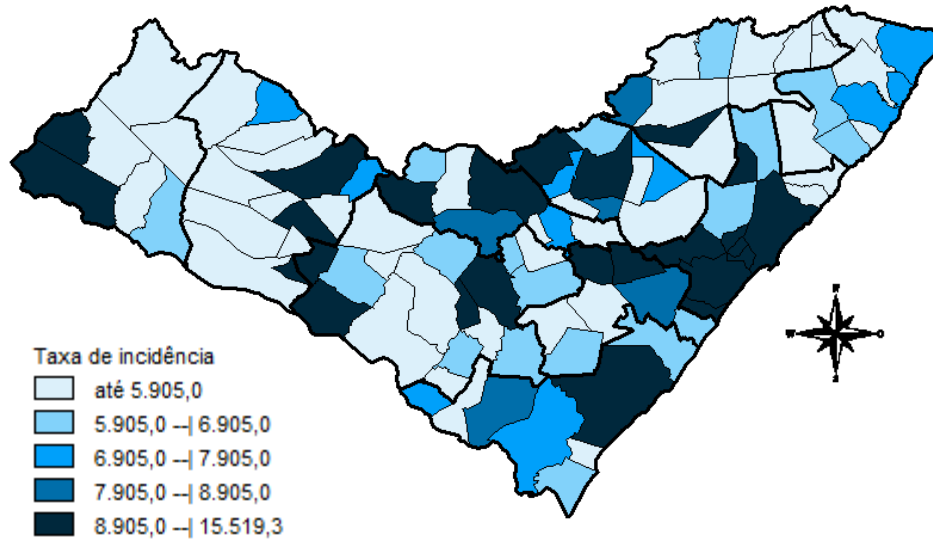 Taxa de incidência
até 5.905,0
5.905,0 --| 6.905,0
6.905,0 --| 7.905,0
7.905,0 --| 8.905,0
8.905,0 --| 15.519,3
W